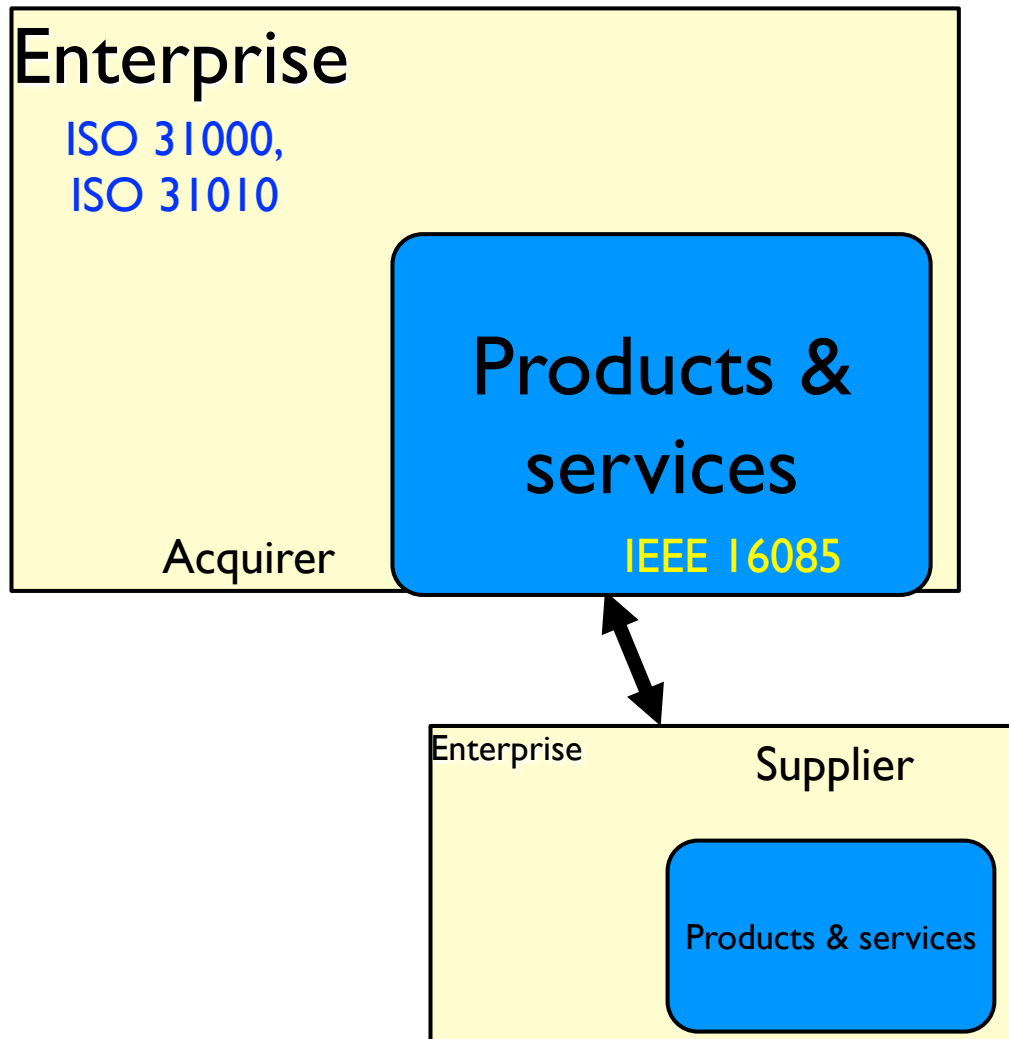 Enterprise
ISO 31000,
ISO 31010
Products &
services
Acquirer
IEEE 16085
Enterprise
Supplier
Products & services